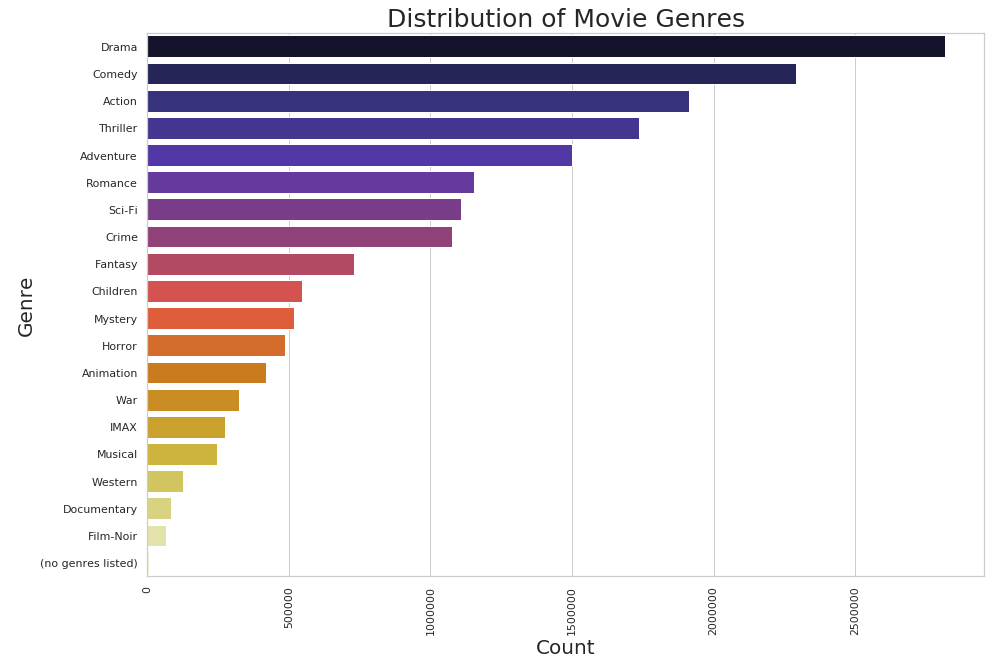 Distribution of Movie Genres
Genre
Drama
Comedy
Action
Thriller
Adventure
Romance
Sci-Fi
Crime
Fantasy
Children
Mystery
Horror
Animation
War
IMAX
Musical
Western
Documentary
Film-Noir
(no genres listed)
0
500000
1000000
1500000
2000000
2500000
Count